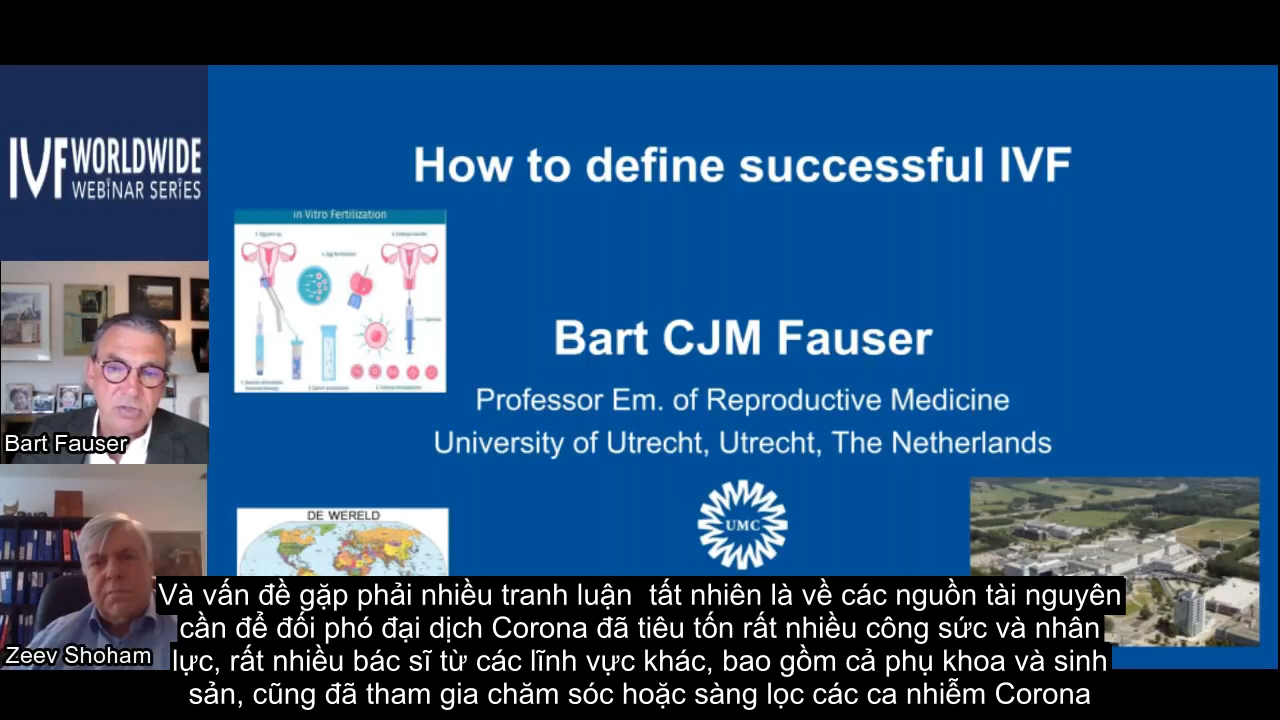 IVF WORLDWIDE
WEBINAR SERIES
How to define successful IVF
in Vitro Fertilization
Bart CJM Fauser
Professor Em. of Reproductive Medicine
University of Utrecht, Utrecht, The Netherlands
UMC
DE WERELD
Bart Fauser
Zeev Shoham
Và vấn đề gặp phải nhiều tranh luận tất nhiên là về các nguồn tài nguyên
cần để đối phó đại dịch Corona đã tiêu tốn rất nhiều công sức và nhân
lực, rất nhiều bác sĩ từ các lĩnh vực khác, bao gồm cả phụ khoa và sinh
sản, cũng đã tham gia chăm sóc hoặc sàng lọc các ca nhiễm Corona